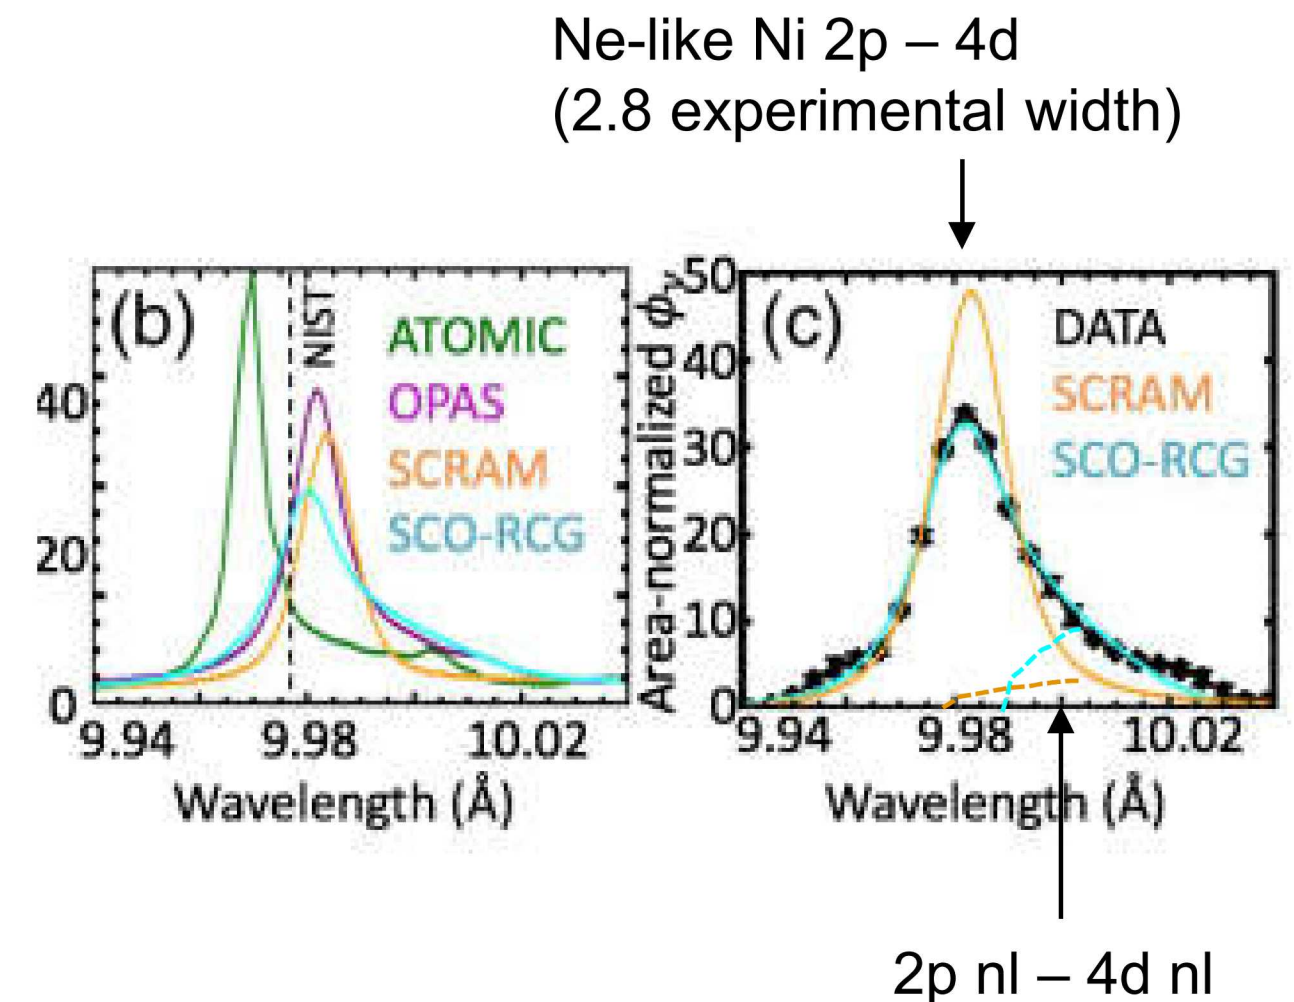 Ne-like Ni 2p – 4d
(2.8 experimental width)
(b)
NIST
ATOMIC
OPAS
SCRAM
SCO-RCG
40
20
0
9.94 9.98 10.02
Wavelength (Å)
Area-normalized ϕᵥ
50
40
30
20
10
0
(c)
DATA
SCRAM
SCO-RCG
9.94 9.98 10.02
Wavelength (Å)
2p nl – 4d nl